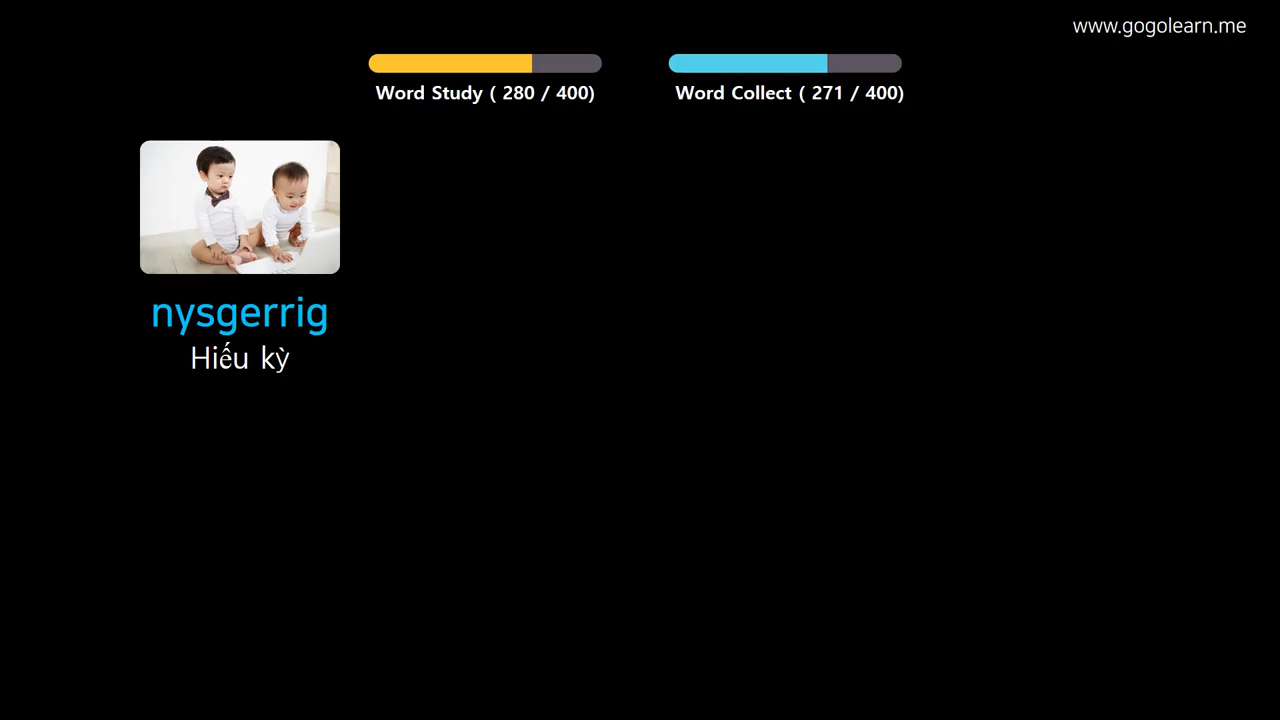 www.gogolearn.me
Word Study ( 280 / 400)
Word Collect ( 271 / 400)
nysgerrig
Hiếu kỳ